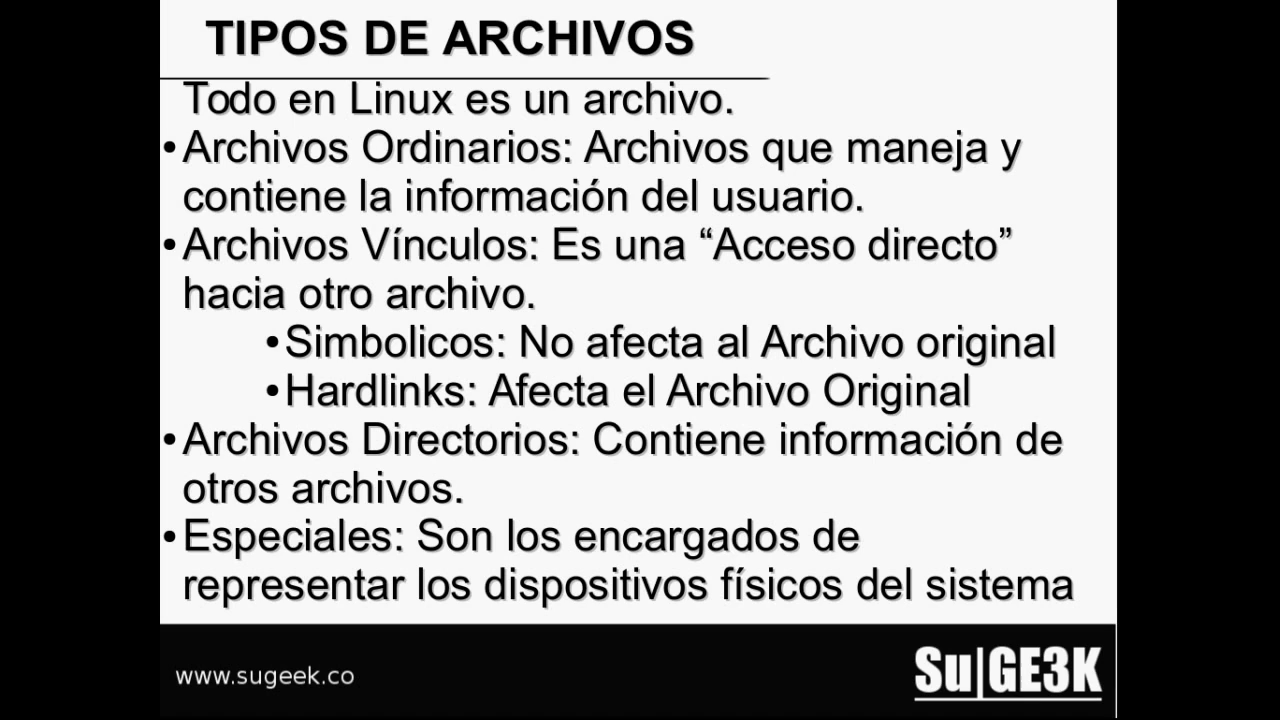 TIPOS DE ARCHIVOS
Todo en Linux es un archivo.
•Archivos Ordinarios: Archivos que maneja y
contiene la información del usuario.
•Archivos Vínculos: Es una “Acceso directo”
hacia otro archivo.
•Simbolicos: No afecta al Archivo original
•Hardlinks: Afecta el Archivo Original
•Archivos Directorios: Contiene información de
otros archivos.
•Especiales: Son los encargados de
representar los dispositivos físicos del sistema
www.sugeek.co
Su|GE3K